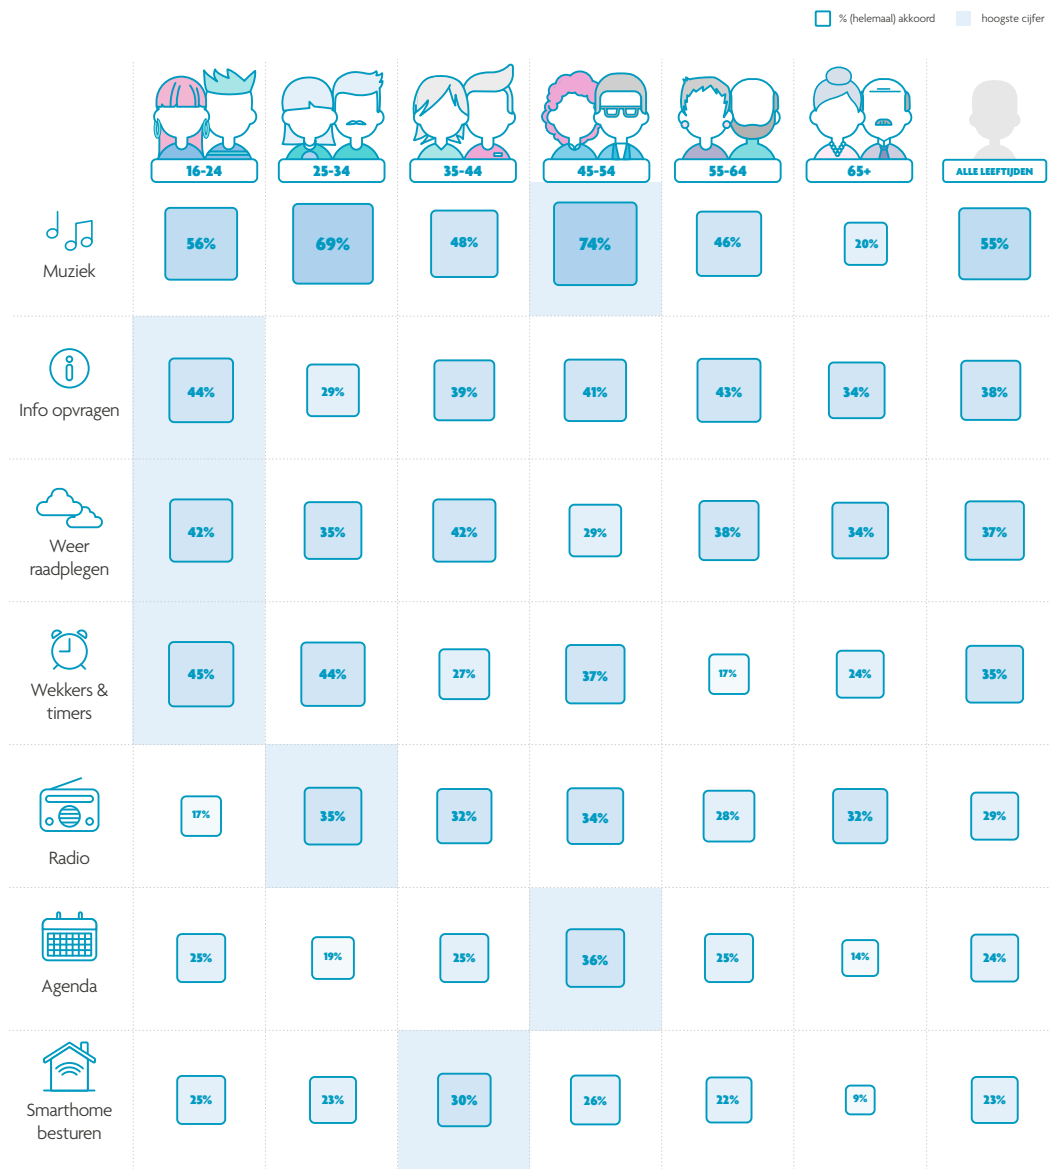 % (helemaal) akkoord hoogste cijfer
16-24 25-34 35-44 45-54 55-64 65+ ALLE LEEFTIJDEN
Muziek 56% 69% 48% 74% 46% 20% 55%
Info opvragen 44% 29% 39% 41% 43% 34% 38%
Weer
raadplegen
42% 35% 42% 29% 38% 34% 37%
Wekkers &
timers
45% 44% 27% 37% 17% 24% 35%
Radio 17% 35% 32% 34% 28% 32% 29%
Agenda 25% 19% 25% 36% 25% 14% 24%
Smarthome
besturen
25% 23% 30% 26% 22% 9% 23%